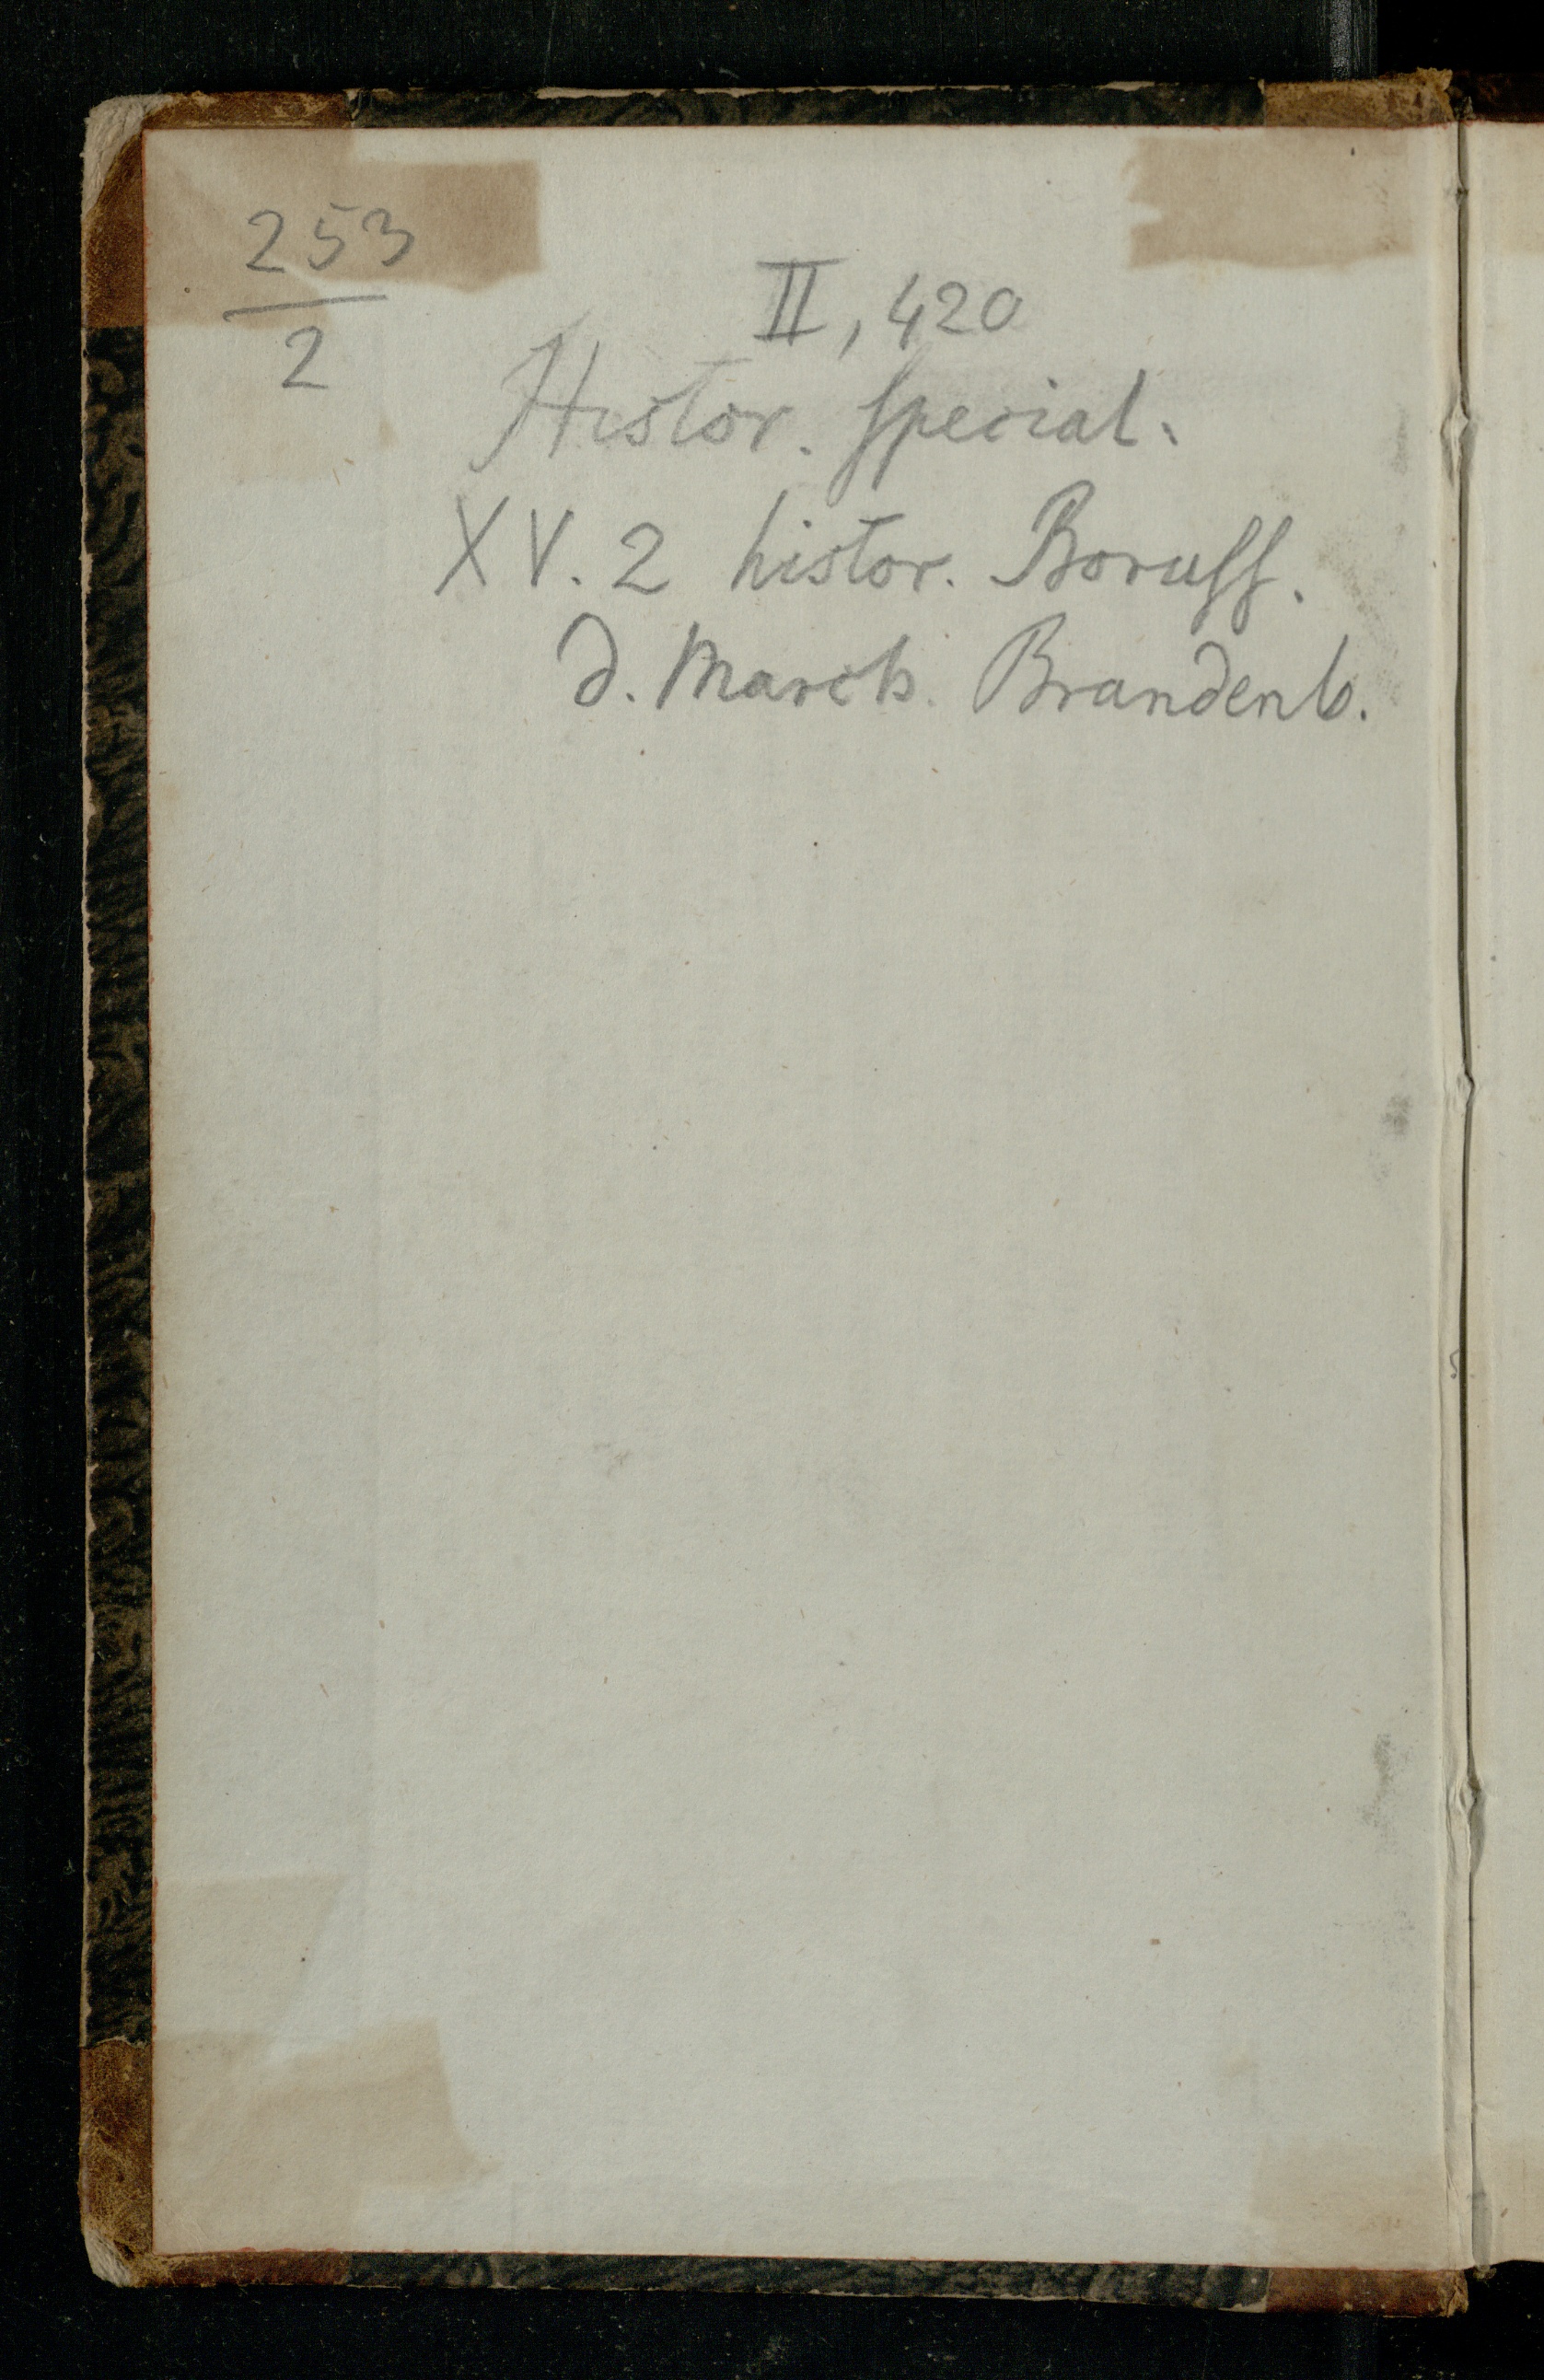 253
2
II, 420
Histor. special.
XV. 2 histor. Boruss.
d. March. Brandenb.